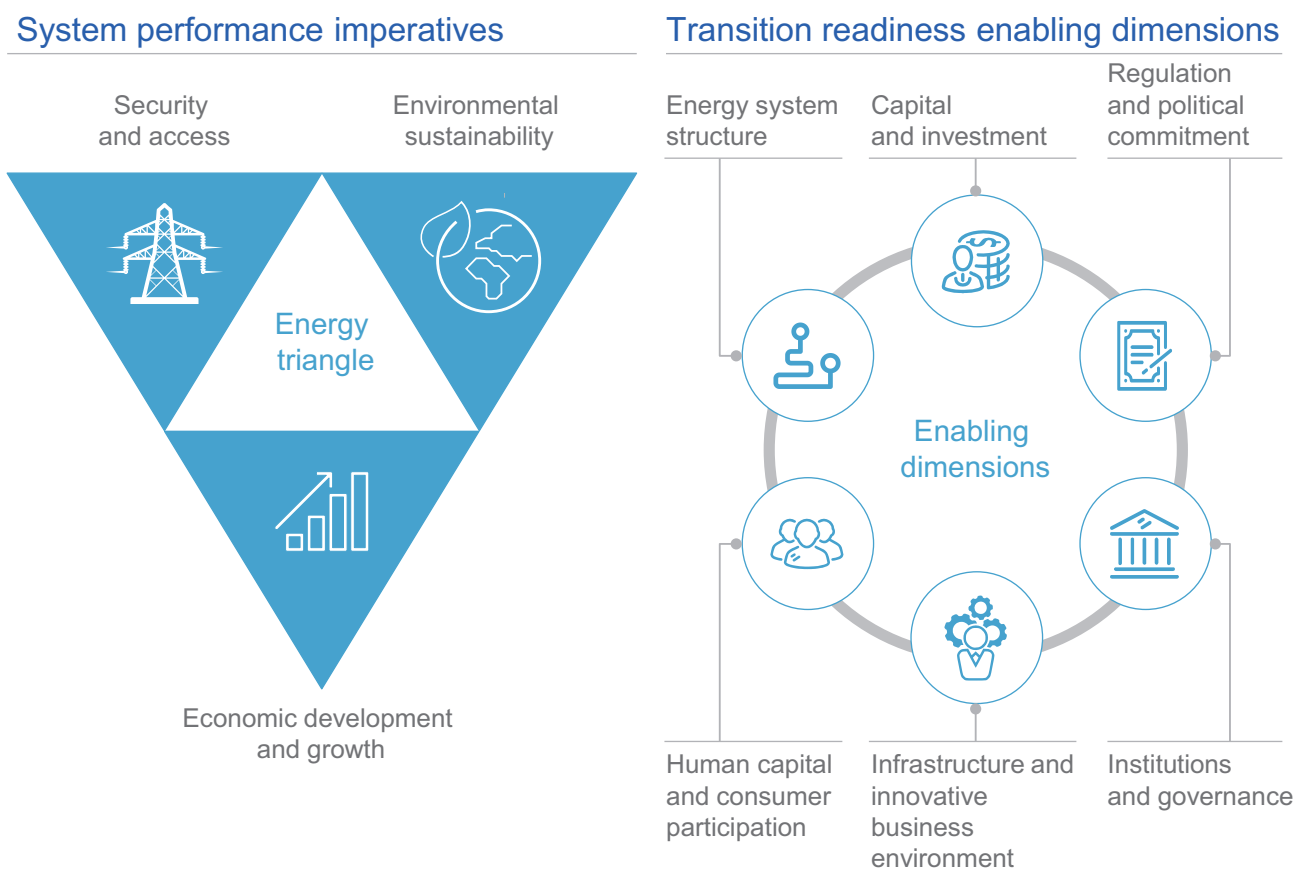 System performance imperatives
Security
and access
Environmental
sustainability
Energy
triangle
Economic development
and growth
Transition readiness enabling dimensions
Energy system
structure
Capital
and investment
Regulation
and political
commitment
$
Enabling
dimensions
Human capital
and consumer
participation
Infrastructure and
innovative
business
environment
Institutions
and governance